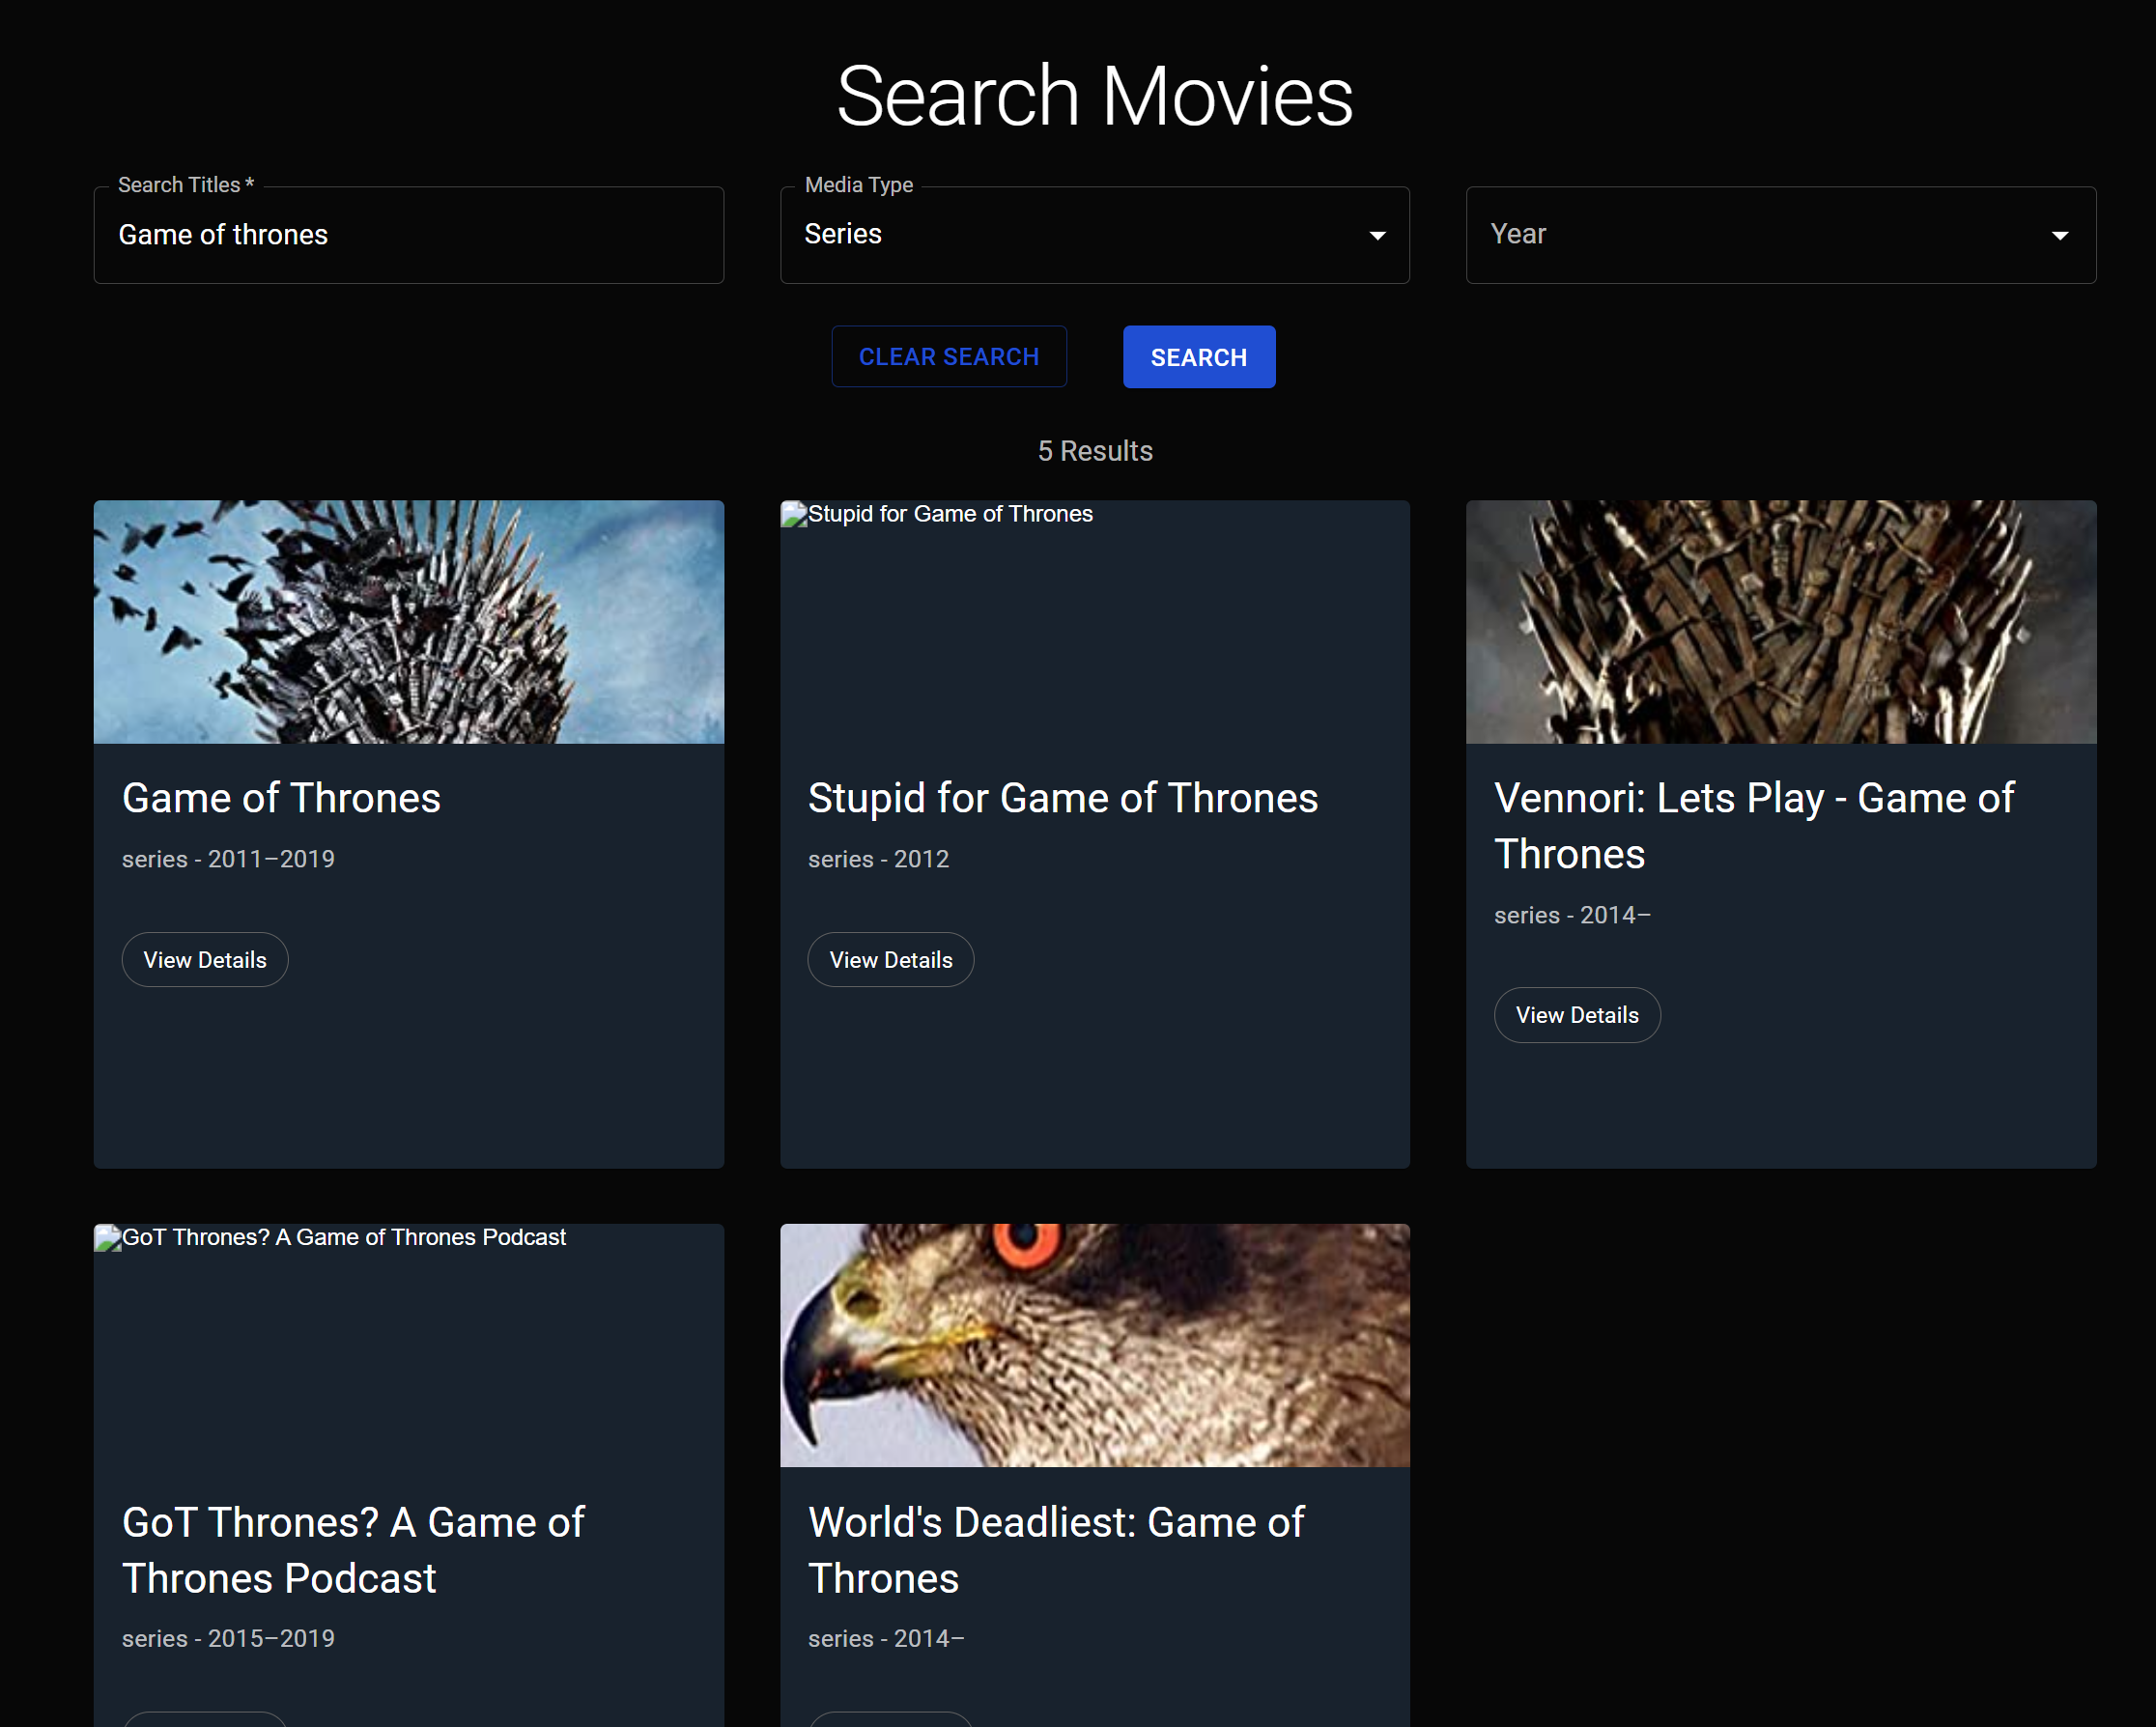 Search Movies
Search Titles *
Game of thrones
Media Type
Series
Year
CLEAR SEARCH
SEARCH
5 Results
Game of Thrones
series - 2011–2019
View Details
Stupid for Game of Thrones
Stupid for Game of Thrones
series - 2012
View Details
Vennori: Lets Play - Game of
Thrones
series - 2014–
View Details
GoT Thrones? A Game of Thrones Podcast
GoT Thrones? A Game of
Thrones Podcast
series - 2015–2019
World's Deadliest: Game of
Thrones
series - 2014–